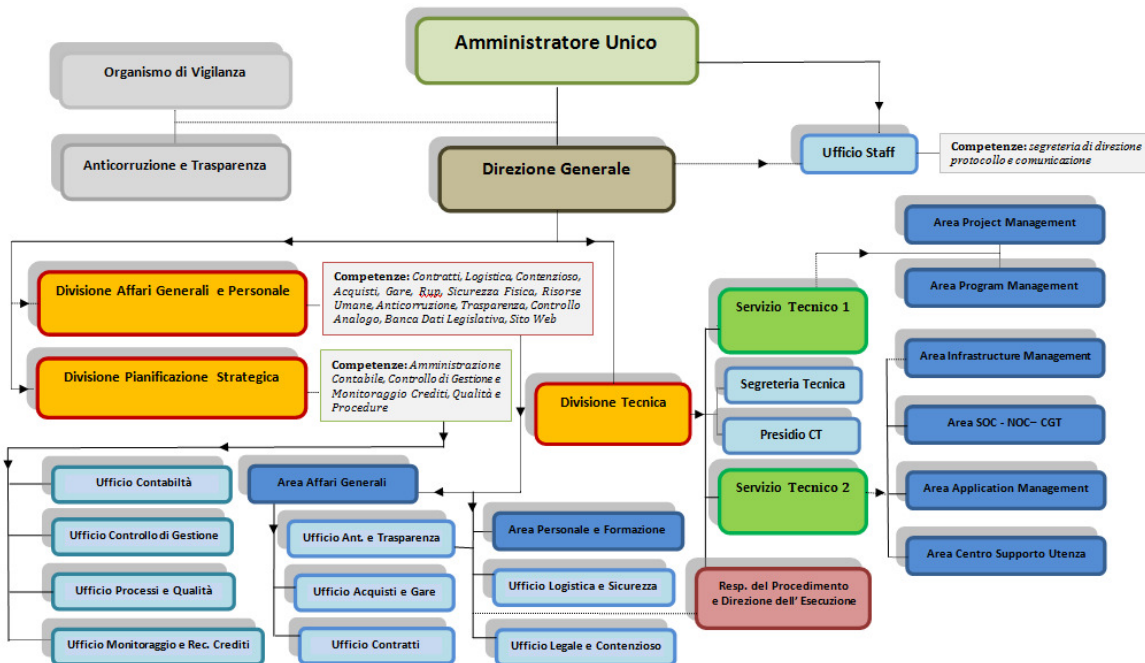 Amministratore Unico
Organismo di Vigilanza
Anticorruzione e Trasparenza
Direzione Generale
Ufficio Staff
Competenze: segreteria di direzione
protocollo e comunicazione
Area Project Management
Area Program Management
Divisione Affari Generali e Personale
Competenze: Contratti, Logistica, Contenzioso,
Acquisti, Gare, Rup, Sicurezza Fisica, Risorse
Umane, Anticorruzione, Trasparenza, Controllo
Analogo, Banca Dati Legislativa, Sito Web
Servizio Tecnico 1
Divisione Pianificazione Strategica
Competenze: Amministrazione
Contabile, Controllo di Gestione e
Monitoraggio Crediti, Qualità e
Procedure
Area Infrastructure Management
Segreteria Tecnica
Divisione Tecnica
Presidio CT
Area SOC - NOC– CGT
Servizio Tecnico 2
Area Application Management
Area Centro Supporto Utenza
Ufficio Contabiltà
Area Affari Generali
Ufficio Controllo di Gestione
Ufficio Ant. e Trasparenza
Area Personale e Formazione
Ufficio Processi e Qualità
Ufficio Acquisti e Gare
Ufficio Logistica e Sicurezza
Resp. del Procedimento
e Direzione dell' Esecuzione
Ufficio Monitoraggio e Rec. Crediti
Ufficio Contratti
Ufficio Legale e Contenzioso